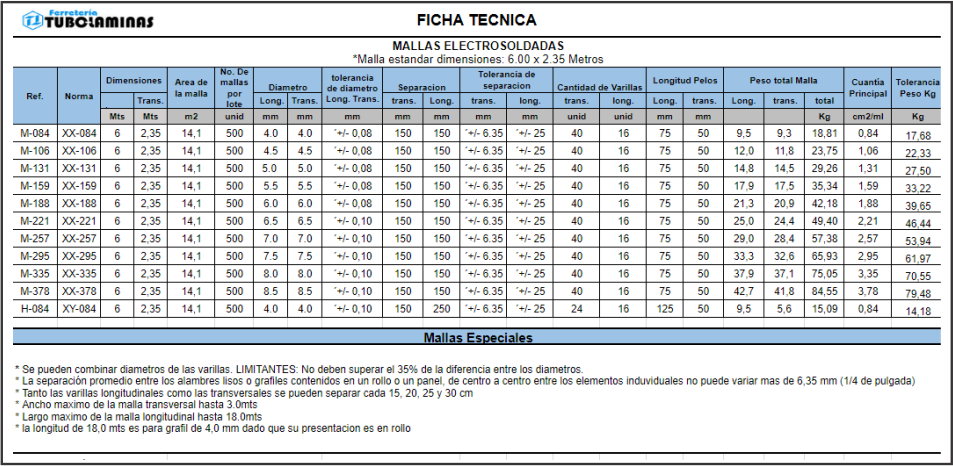 Ferretería
TUBOLAMINAS
FICHA TECNICA
MALLAS ELECTROSOLDADAS
*Malla estandar dimensiones: 6.00 x 2.35 Metros
Ref. Norma Dimensiones Area de la malla No. De mallas por lote Diametro tolerancia de diametro Separacion Tolerancia de separacion Cantidad de Varillas Longitud Pelos Peso total Malla Cuantia Principal Tolerancia Peso Kg
Trans. Long. Trans. Long. Trans. trans. Long. trans. long. trans. long. Long. trans. Long. trans. total
Mts Mts m2 unid mm mm mm mm mm mm mm unid unid mm mm Kg cm2/ml Kg
M-084 XX-084 6 2,35 14,1 500 4.0 4.0 ´+/- 0,08 150 150 ´+/- 6.35 ´+/- 25 40 16 75 50 9,5 9,3 18,81 0,84 17,68
M-106 XX-106 6 2,35 14,1 500 4.5 4.5 ´+/- 0,08 150 150 ´+/- 6.35 ´+/- 25 40 16 75 50 12,0 11,8 23,75 1,06 22,33
M-131 XX-131 6 2,35 14,1 500 5.0 5.0 ´+/- 0,08 150 150 ´+/- 6.35 ´+/- 25 40 16 75 50 14,8 14,5 29,26 1,31 27,50
M-159 XX-159 6 2,35 14,1 500 5.5 5.5 ´+/- 0,08 150 150 ´+/- 6.35 ´+/- 25 40 16 75 50 17,9 17,5 35,34 1,59 33,22
M-188 XX-188 6 2,35 14,1 500 6.0 6.0 ´+/- 0,08 150 150 ´+/- 6.35 ´+/- 25 40 16 75 50 21,3 20,9 42,18 1,88 39,65
M-221 XX-221 6 2,35 14,1 500 6.5 6.5 ´+/- 0,10 150 150 ´+/- 6.35 ´+/- 25 40 16 75 50 25,0 24,4 49,40 2,21 46,44
M-257 XX-257 6 2,35 14,1 500 7.0 7.0 ´+/- 0,10 150 150 ´+/- 6.35 ´+/- 25 40 16 75 50 29,0 28,4 57,38 2,57 53,94
M-295 XX-295 6 2,35 14,1 500 7.5 7.5 ´+/- 0,10 150 150 ´+/- 6.35 ´+/- 25 40 16 75 50 33,3 32,6 65,93 2,95 61,97
M-335 XX-335 6 2,35 14,1 500 8.0 8.0 ´+/- 0,10 150 150 ´+/- 6.35 ´+/- 25 40 16 75 50 37,9 37,1 75,05 3,35 70,55
M-378 XX-378 6 2,35 14,1 500 8.5 8.5 ´+/- 0,10 150 150 ´+/- 6.35 ´+/- 25 40 16 75 50 42,7 41,8 84,55 3,78 79,48
H-084 XY-084 6 2,35 14,1 500 4.0 4.0 ´+/- 0,10 150 250 ´+/- 6.35 ´+/- 25 24 16 125 50 9,5 5,6 15,09 0,84 14,18
Mallas Especiales
* Se pueden combinar diametros de las varillas. LIMITANTES: No deben superar el 35% de la diferencia entre los diametros.
* La separación promedio entre los alambres lisos o grafiles contenidos en un rollo o un panel, de centro a centro entre los elementos induviduales no puede variar mas de 6,35 mm (1/4 de pulgada)
* Tanto las varillas longitudinales como las transversales se pueden separar cada 15, 20, 25 y 30 cm
* Ancho maximo de la malla transversal hasta 3.0mts
* Largo maximo de la malla longitudinal hasta 18.0mts
* la longitud de 18,0 mts es para grafil de 4,0 mm dado que su presentacion es en rollo